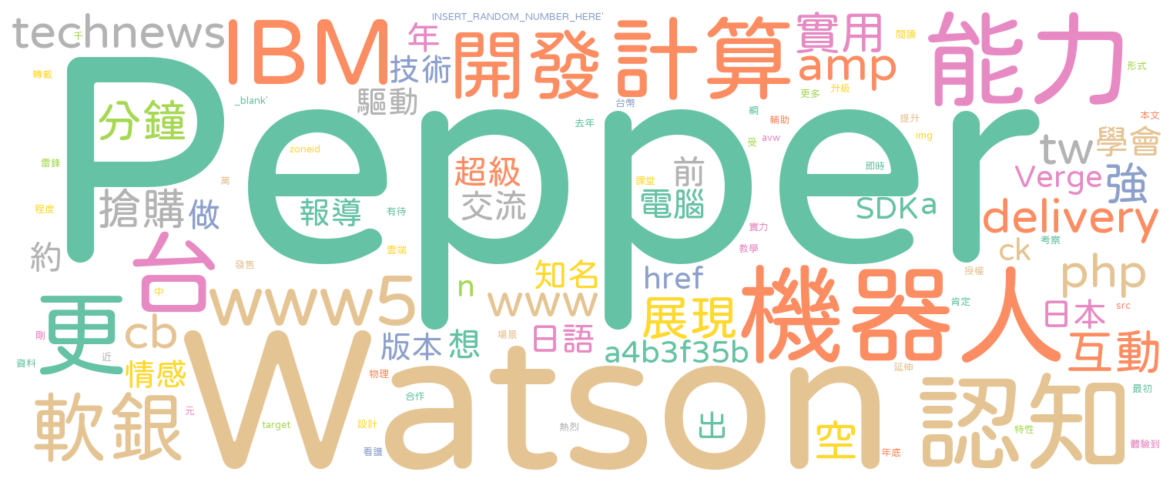 INSERT_RANDOM_NUMBER_HERE'
technews
千
IBM
年
技術
開發
計算
實用
amp
閱讀
能力
形式
轉載
_blank'
驅動
台幣
更多
升級
分鐘
Pepper
去年
綱
輔助
受
avw
提升
img
本文
tw
學會
雷鋒
zoneid
萬
超級
交流
前
課堂
電腦
即時
Verge
強
程度
搶購
做
報導
有待
SDK
a
delivery
實力
教學
考察
約
台
發售
雲端
知名
href
ck
php
授權
中
www5
n
www
展現
機器人
肯定
src
日本
更
剛
cb
版本
想
場景
日語
a4b3f35b
互動
資料
近
情感
物理
延伸
最初
軟銀
元
Watson
合作
target
設計
看護
熱烈
出
空
年底
認知
特性
體驗到